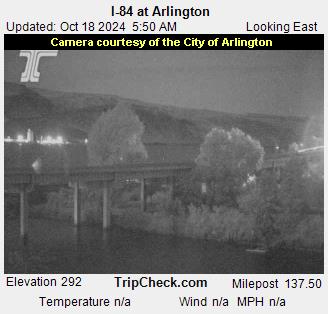 I-84 at Arlington
Updated: Oct 18 2024 5:50 AM Looking East
Camera courtesy of the City of Arlington
Elevation 292 TripCheck.com Milepost 137.50
Temperature n/a Wind n/a MPH n/a